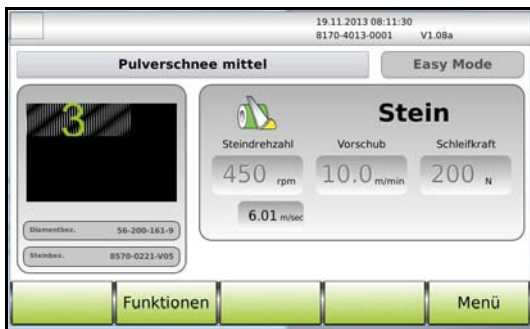 19.11.2013 08:11:30
8170-4013-0001 V1.08a
Pulverschnee mittel
Easy Mode
3
Stein
Steindrehzahl Vorschub Schleifkraft
450 rpm 10.0 m/min 200 N
6.01 m/sec
Diamantbez. 56-200-161-9
Steinbez. 8570-0221-V05
Funktionen Menü